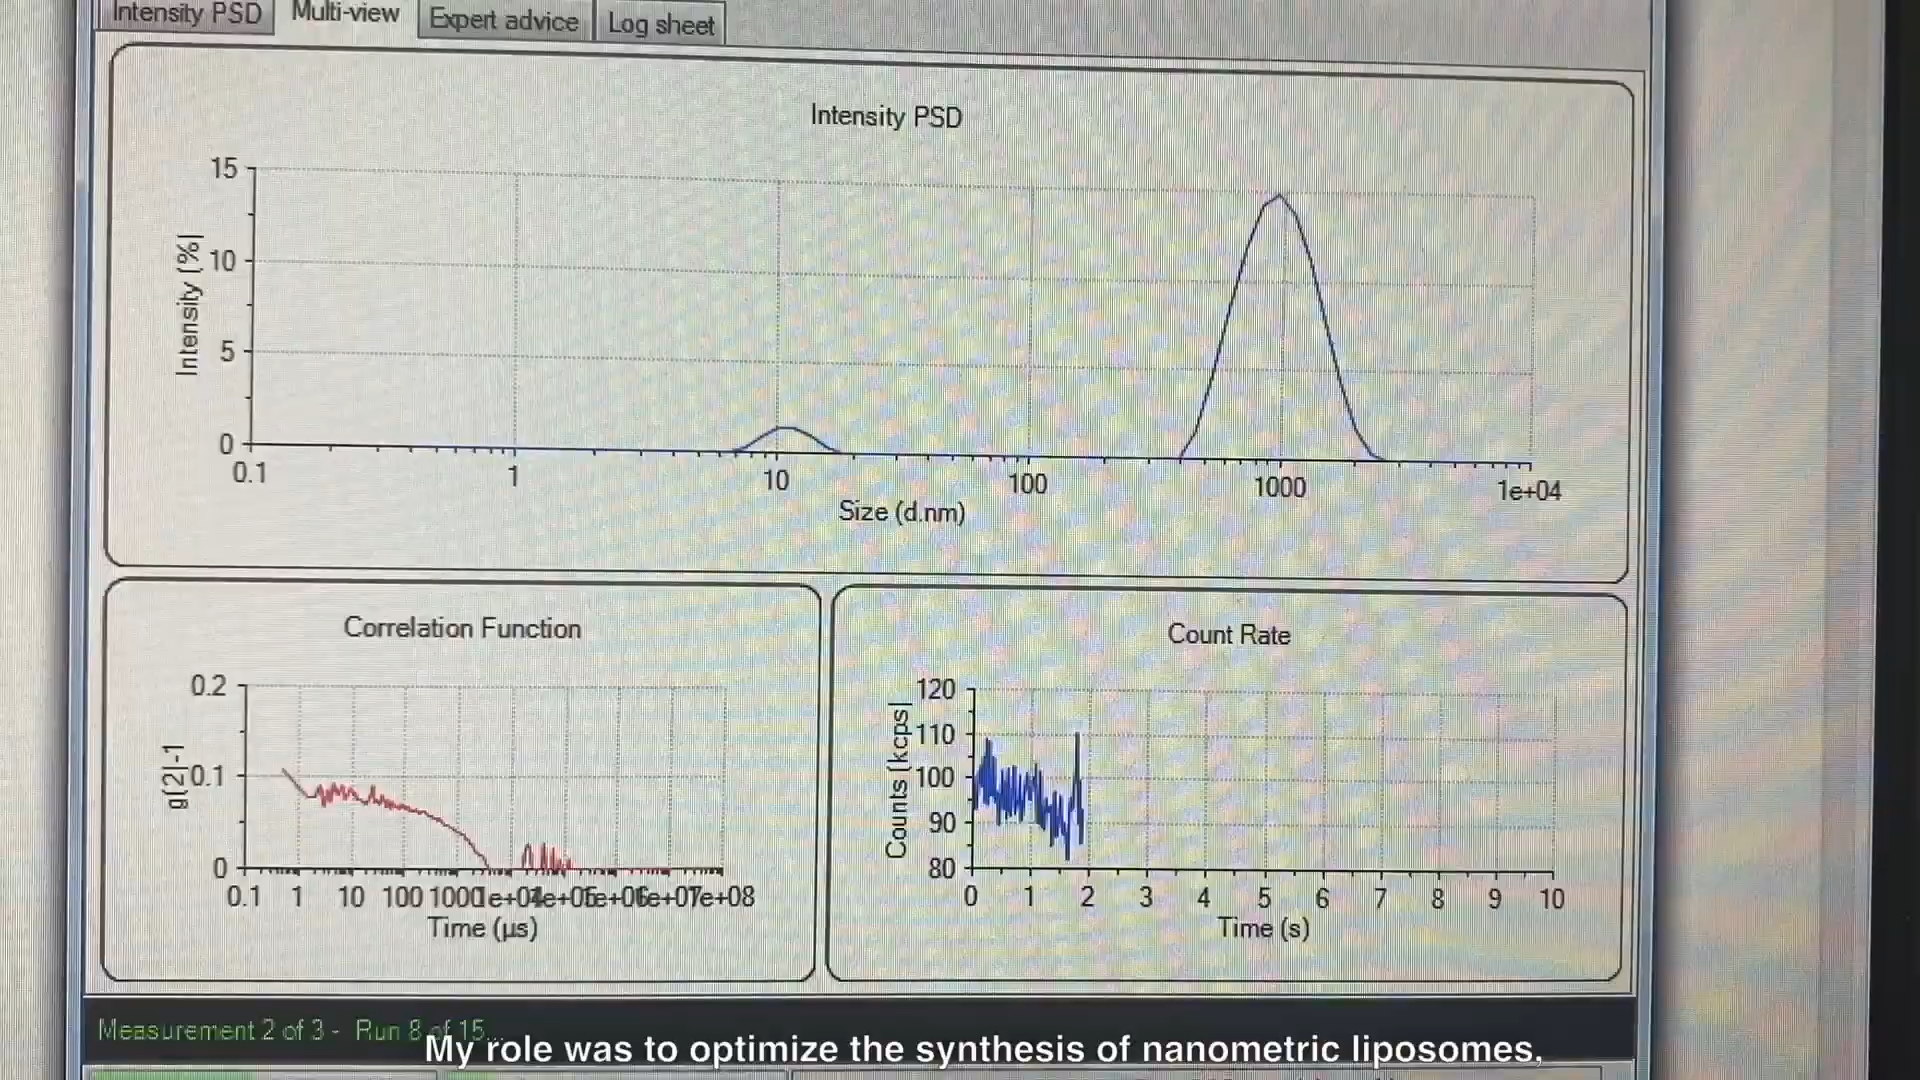 Intensity PSD
Multi-view
Expert advice
Log sheet
Intensity PSD
15
10
5
0
Intensity (%|
0.1
1
10
100
1000
1e+04
Size (d.nm)
Correlation Function
0.2
0.1
0
g(2|-1
0.1
1
10
100
1000
Time (µs)
Count Rate
120
110
100
90
80
Counts (kcps|
0
1
2
3
4
5
6
7
8
9
10
Time (s)
Measurement 2 of 3 - Run 8 of 15...
My role was to optimize the synthesis of nanometric liposomes,